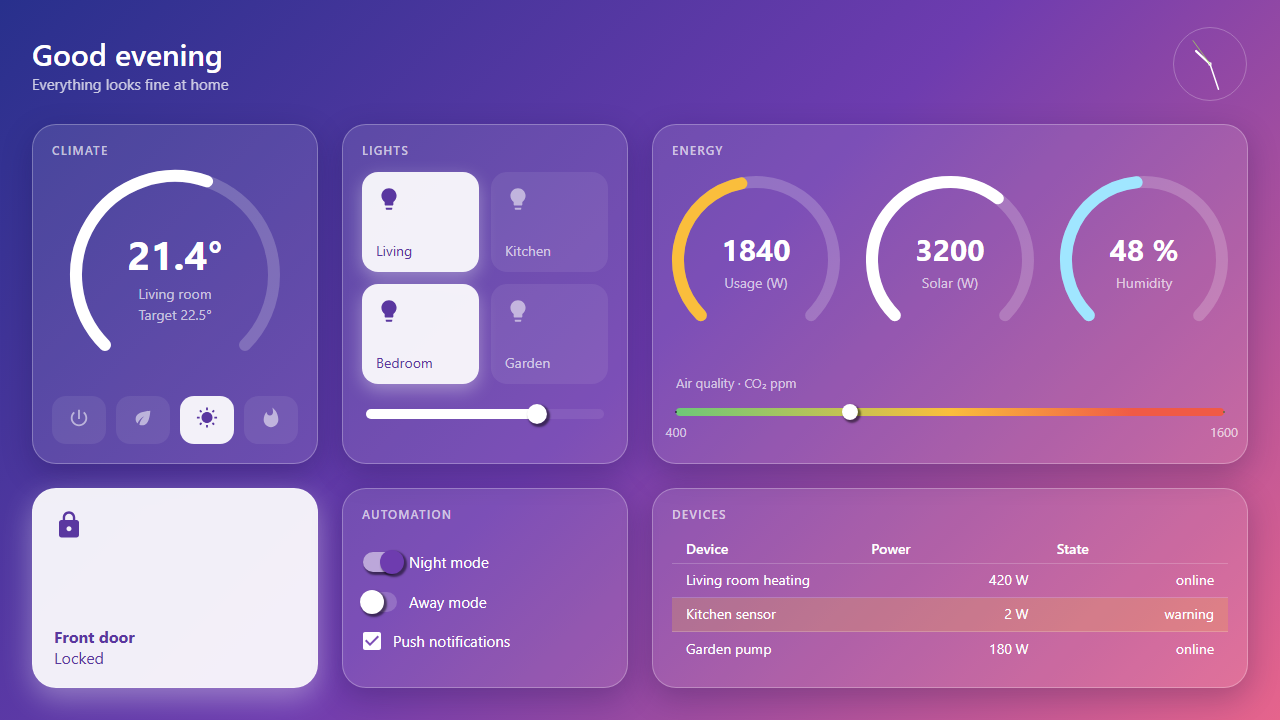 Good evening
Everything looks fine at home
CLIMATE
21.4°
Living room
Target 22.5°
LIGHTS
Living
Kitchen
Bedroom
Garden
ENERGY
1840
Usage (W)
3200
Solar (W)
48 %
Humidity
Air quality · CO₂ ppm
400
1600
Front door
Locked
AUTOMATION
Night mode
Away mode
Push notifications
DEVICES
Device Power State
Living room heating 420 W online
Kitchen sensor 2 W warning
Garden pump 180 W online